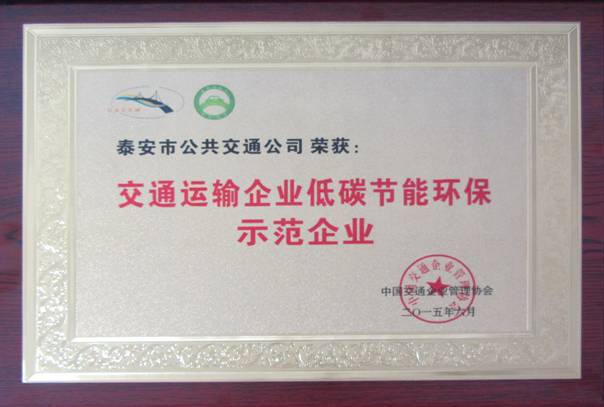 泰安市公共交通公司 荣获：
交通运输企业低碳节能环保
示范企业
中国交通企业管理协会
二〇一五年六月